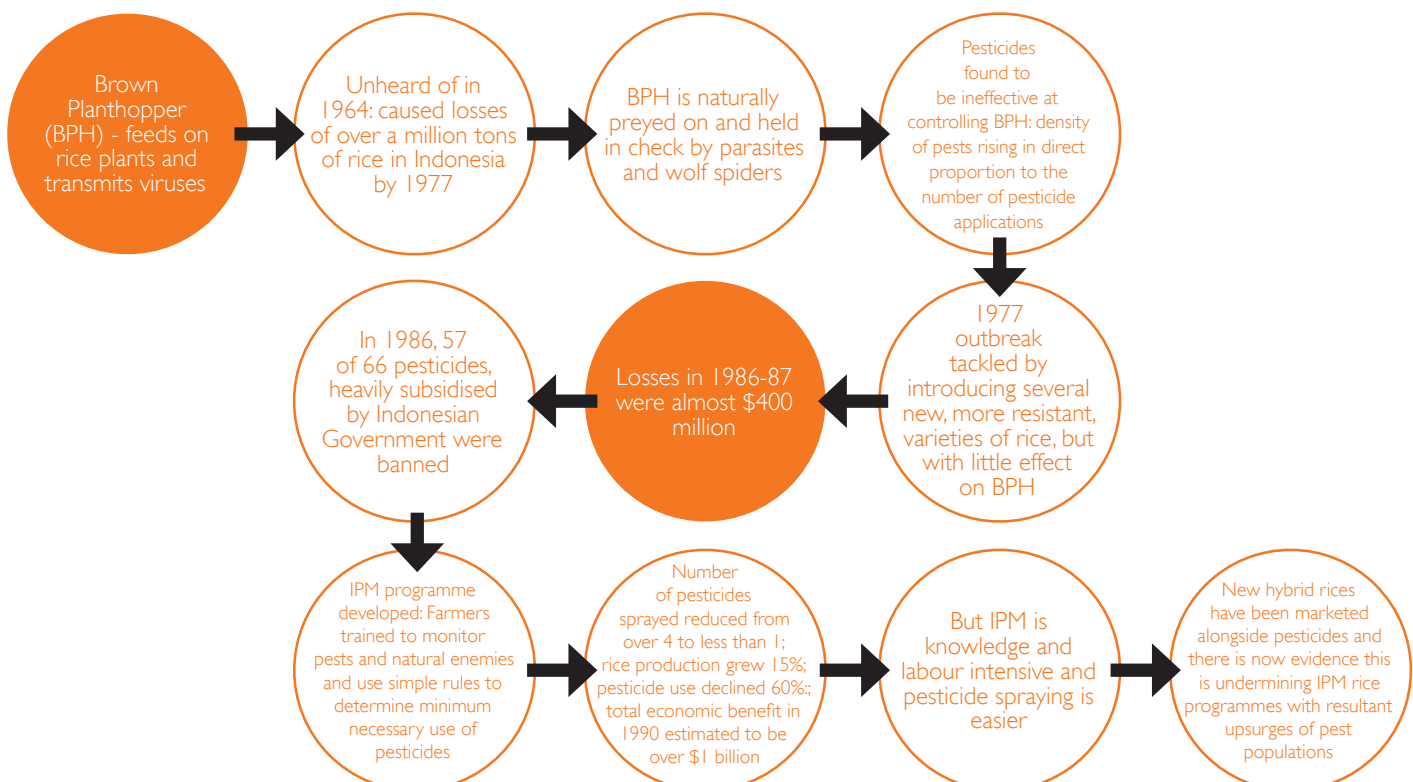 Brown
Planthopper
(BPH) - feeds on
rice plants and
transmits viruses
Unheard of in
1964: caused losses
of over a million tons
of rice in Indonesia
by 1977
BPH is naturally
preyed on and held
in check by parasites
and wolf spiders
Pesticides
found to
be ineffective at
controlling BPH: density
of pests rising in direct
proportion to the
number of pesticide
applications
1977
outbreak
tackled by
introducing several
new, more resistant,
varieties of rice, but
with little effect
on BPH
Losses in 1986-87
were almost $400
million
In 1986, 57
of 66 pesticides,
heavily subsidised
by Indonesian
Government were
banned
IPM programme
developed: Farmers
trained to monitor
pests and natural enemies
and use simple rules to
determine minimum
necessary use of
pesticides
Number
of pesticides
sprayed reduced from
over 4 to less than 1;
rice production grew 15%;
pesticide use declined 60%:;
total economic benefit in
1990 estimated to be
over $1 billion
But IPM is
knowledge and
labour intensive and
pesticide spraying is
easier
New hybrid rices
have been marketed
alongside pesticides and
there is now evidence this
is undermining IPM rice
programmes with resultant
upsurges of pest
populations